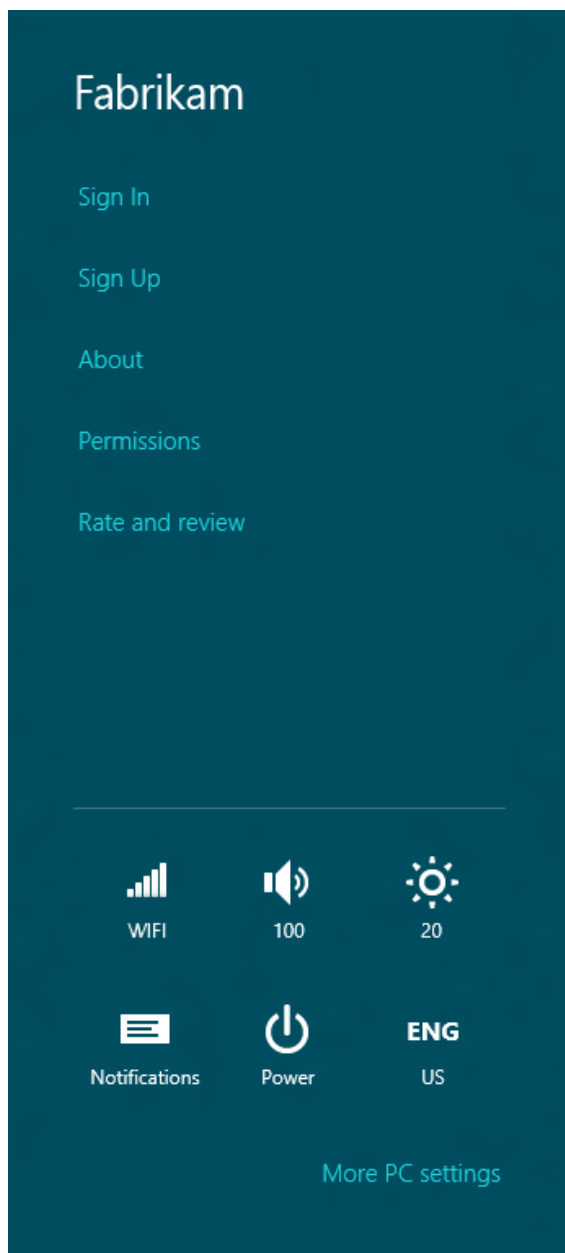 Fabrikam
Sign In
Sign Up
About
Permissions
Rate and review
WIFI 100 20
ENG
Notifications Power US
More PC settings